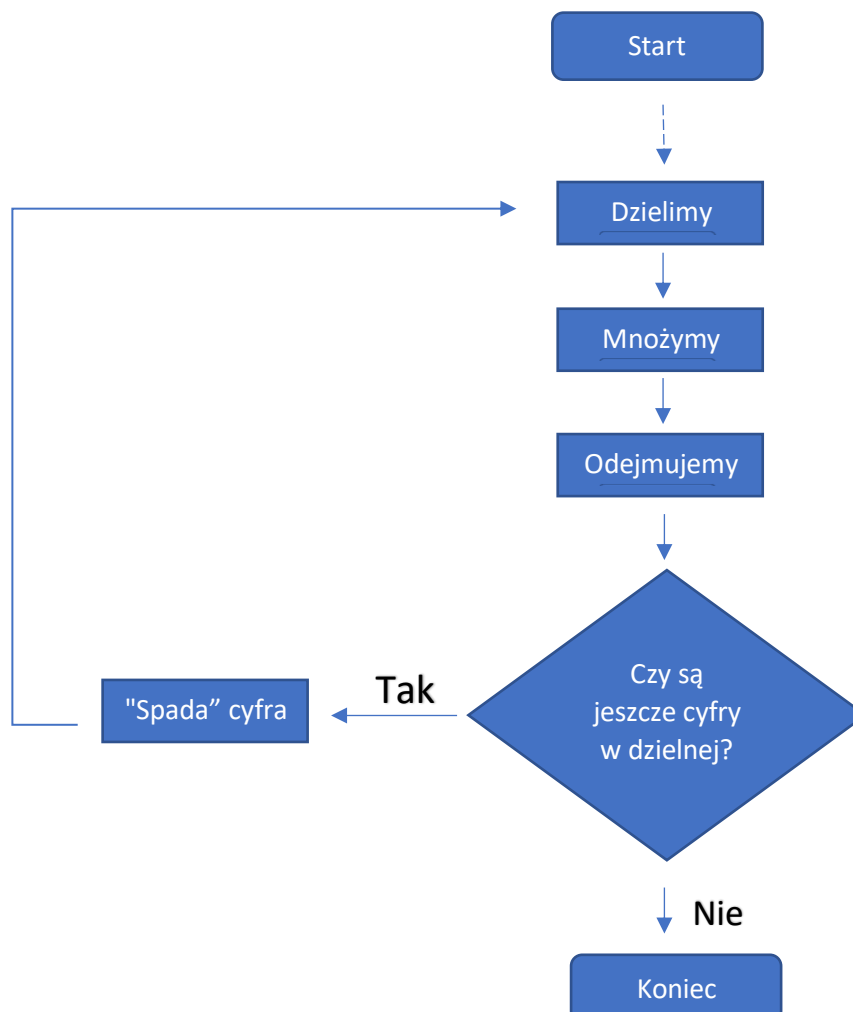 Start
Dzielimy
Mnożymy
Odejmujemy
Czy są
jeszcze cyfry
w dzielnej?
Tak
"Spada” cyfra
Nie
Koniec